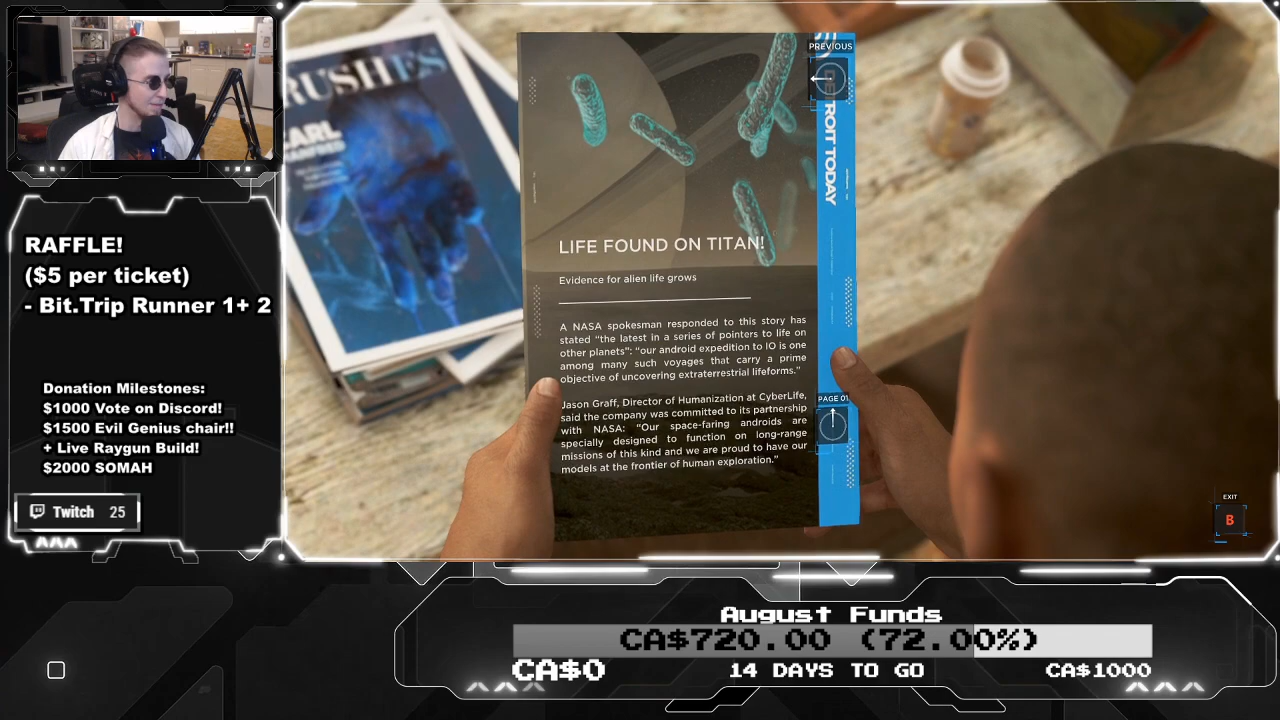 RAFFLE!
($5 per ticket)
- Bit.Trip Runner 1+ 2
Donation Milestones:
$1000 Vote on Discord!
$1500 Evil Genius chair!!
+ Live Raygun Build!
$2000 SOMAH
Twitch 25
RUSHES
CARL
MANFRED
PREVIOUS
DETROIT TODAY
LIFE FOUND ON TITAN!
Evidence for alien life grows
A NASA spokesman responded to this story has
stated "the latest in a series of pointers to life on
other planets": "our android expedition to IO is one
among many such voyages that carry a prime
objective of uncovering extraterrestrial lifeforms."
Jason Graff, Director of Humanization at CyberLife,
said the company was committed to its partnership
with NASA: "Our space-faring androids are
specially designed to function on long-range
missions of this kind and we are proud to have our
models at the frontier of human exploration."
PAGE 01
EXIT
B
August Funds
CA$720.00 (72.00%)
CA$0
14 DAYS TO GO
CA$1000